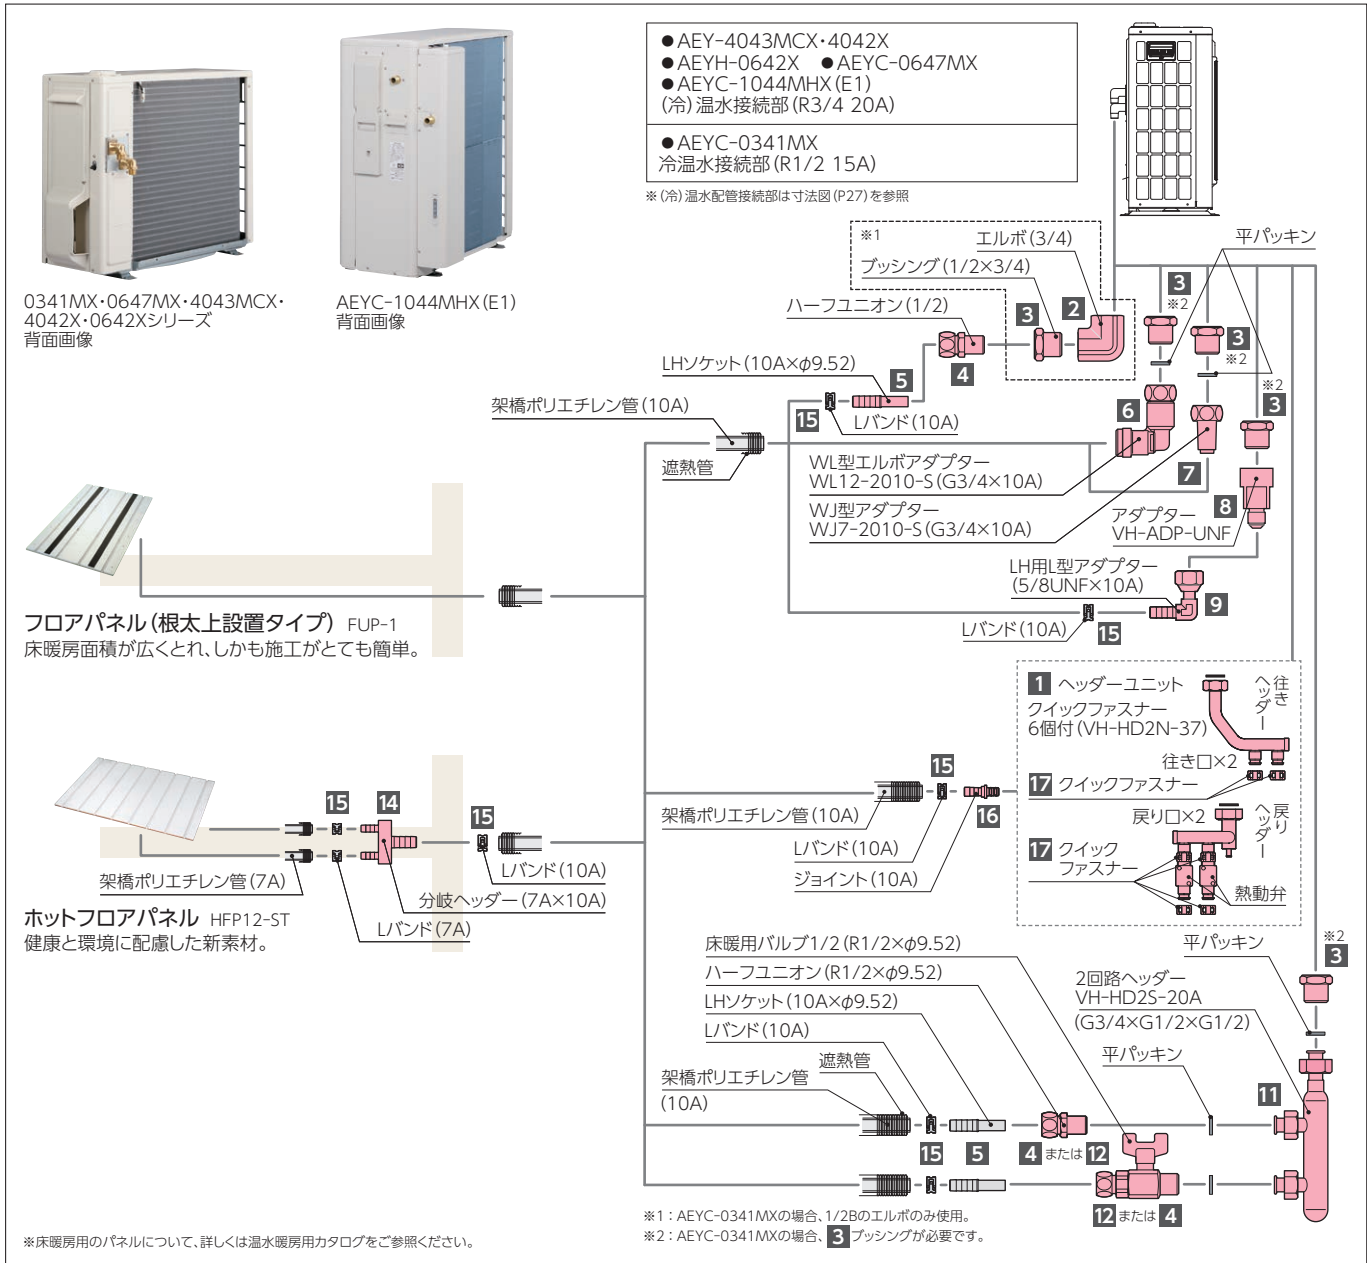 ●AEY-4043MCX・4042X
●AEYH-0642X ●AEYC-0647MX
●AEYC-1044MHX(E1)
(冷)温水接続部(R3/4 20A)
●AEYC-0341MX
冷温水接続部(R1/2 15A)
※(冷)温水配管接続部は寸法図(P27)を参照
0341MX・0647MX・4043MCX・
4042X・0642Xシリーズ
背面画像
AEYC-1044MHX(E1)
背面画像
※1
エルボ(3/4)
ブッシング(1/2×3/4)
平パッキン
ハーフユニオン(1/2)
3
2
3
※2
3
※2
※2
3
4
LHソケット(10A×φ9.52)
5
架橋ポリエチレン管(10A)
15
Lバンド(10A)
遮熱管
6
WL型エルボアダプター
WL12-2010-S(G3/4×10A)
7
WJ型アダプター
WJ7-2010-S(G3/4×10A)
8
アダプター
VH-ADP-UNF
LH用L型アダプター
(5/8UNF×10A)
9
Lバンド(10A)
15
フロアパネル(根太上設置タイプ) FUP-1
床暖房面積が広くとれ、しかも施工がとても簡単。
1 ヘッダーユニット
クイックファスナー
6個付(VH-HD2N-37)
往き
ヘッダー
往き口×2
17 クイックファスナー
戻り口×2
戻り
ヘッダー
17 クイック
ファスナー
熱動弁
15
架橋ポリエチレン管(10A)
16
Lバンド(10A)
ジョイント(10A)
15
14
15
架橋ポリエチレン管(7A)
Lバンド(10A)
分岐ヘッダー(7A×10A)
Lバンド(7A)
ホットフロアパネル HFP12-ST
健康と環境に配慮した新素材。
床暖用バルブ1/2(R1/2×φ9.52)
ハーフユニオン(R1/2×φ9.52)
LHソケット(10A×φ9.52)
Lバンド(10A)
遮熱管
架橋ポリエチレン管
(10A)
平パッキン
※2
3
2回路ヘッダー
VH-HD2S-20A
(G3/4×G1/2×G1/2)
平パッキン
11
15
5
4 または 12
12 または 4
※1：AEYC-0341MXの場合、1/2Bのエルボのみ使用。
※2：AEYC-0341MXの場合、3 ブッシングが必要です。
※床暖房用のパネルについて、詳しくは温水暖房用カタログをご参照ください。